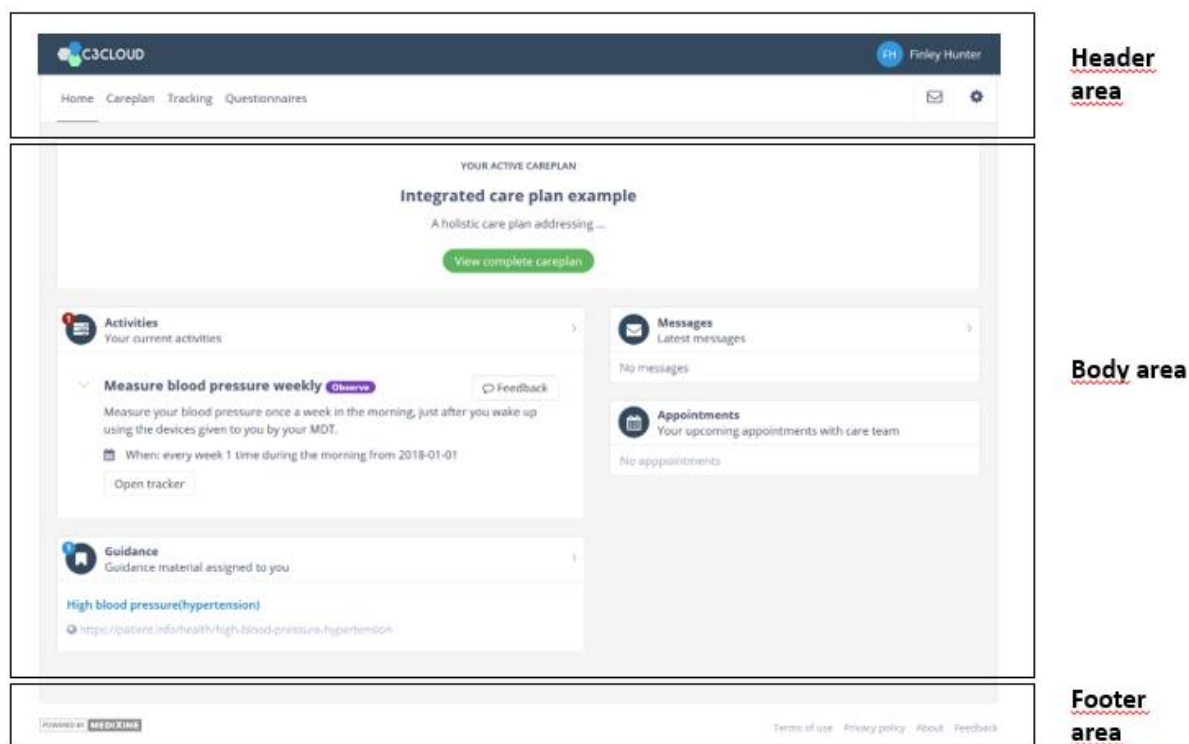 C3CLOUD
FH Finley Hunter
Home Careplan Tracking Questionnaires
Header
area
YOUR ACTIVE CAREPLAN
Integrated care plan example
A holistic care plan addressing ...
View complete careplan
1
Activities
Your current activities
Measure blood pressure weekly Observe
Feedback
Measure your blood pressure once a week in the morning, just after you wake up
using the devices given to you by your MDT.
When: every week 1 time during the morning from 2018-01-01
Open tracker
Messages
Latest messages
No messages
Appointments
Your upcoming appointments with care team
No apppointments
Body area
1
Guidance
Guidance material assigned to you
High blood pressure(hypertension)
https://patient.info/health/high-blood-pressure-hypertension
POWERED BY MEDIXINE
Terms of use Privacy policy About Feedback
Footer
area